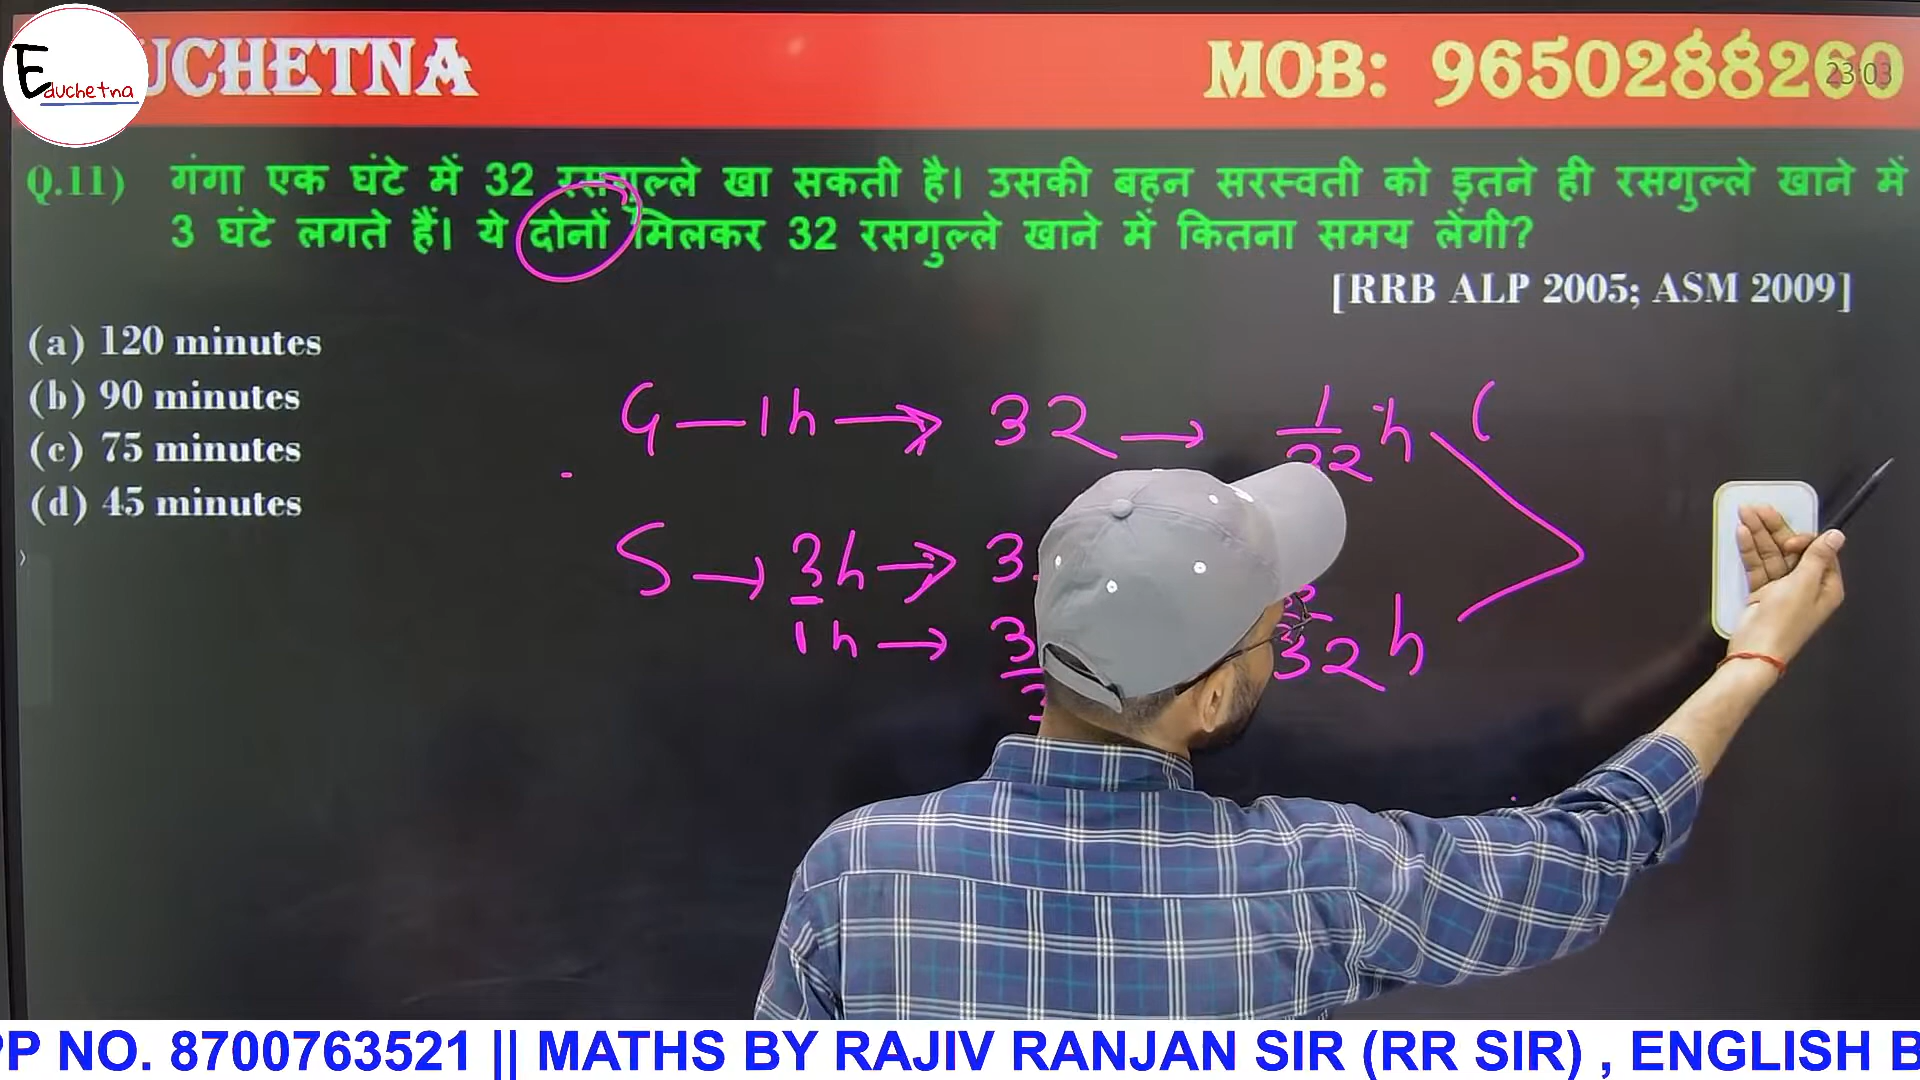 Educhetna
UCHETNA
MOB: 9650288260
23:03
Q.11) गंगा एक घंटे में 32 रसगुल्ले खा सकती है। उसकी बहन सरस्वती को इतने ही रसगुल्ले खाने में
3 घंटे लगते हैं। ये दोनों मिलकर 32 रसगुल्ले खाने में कितना समय लेंगी?
[RRB ALP 2005; ASM 2009]
(a) 120 minutes
(b) 90 minutes
(c) 75 minutes
(d) 45 minutes
G — 1h → 32 → 1/32 h (
S → 3h → 3
1h → 3
32 h
PP NO. 8700763521 || MATHS BY RAJIV RANJAN SIR (RR SIR) , ENGLISH B